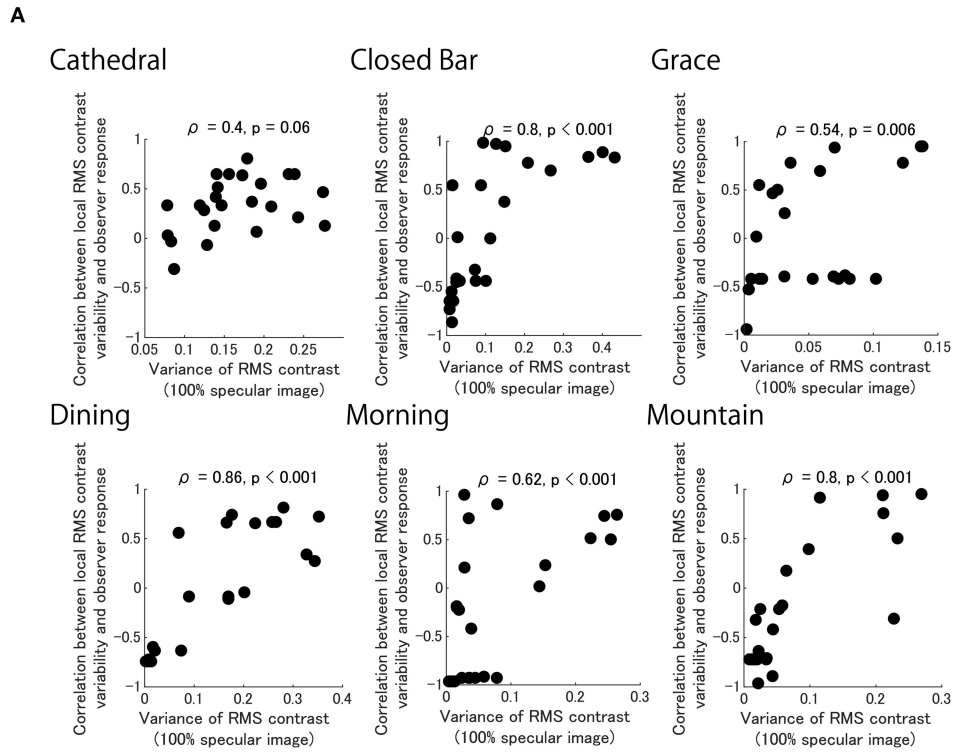 A
Cathedral
ρ = 0.4, p = 0.06
Correlation between local RMS contrast
variability and observer response
1
0.5
0
−0.5
−1
0.05 0.1 0.15 0.2 0.25
Variance of RMS contrast
(100% specular image)
Closed Bar
ρ = 0.8, p < 0.001
Correlation between local RMS contrast
variability and observer response
1
0.5
0
−0.5
−1
0 0.1 0.2 0.3 0.4
Variance of RMS contrast
(100% specular image)
Grace
ρ = 0.54, p = 0.006
Correlation between local RMS contrast
variability and observer response
1
0.5
0
−0.5
−1
0 0.05 0.1 0.15
Variance of RMS contrast
(100% specular image)
Dining
ρ = 0.86, p < 0.001
Correlation between local RMS contrast
variability and observer response
1
0.5
0
−0.5
−1
0 0.1 0.2 0.3 0.4
Variance of RMS contrast
(100% specular image)
Morning
ρ = 0.62, p < 0.001
Correlation between local RMS contrast
variability and observer response
1
0.5
0
−0.5
−1
0 0.1 0.2 0.3
Variance of RMS contrast
(100% specular image)
Mountain
ρ = 0.8, p < 0.001
Correlation between local RMS contrast
variability and observer response
1
0.5
0
−0.5
−1
0 0.1 0.2 0.3
Variance of RMS contrast
(100% specular image)